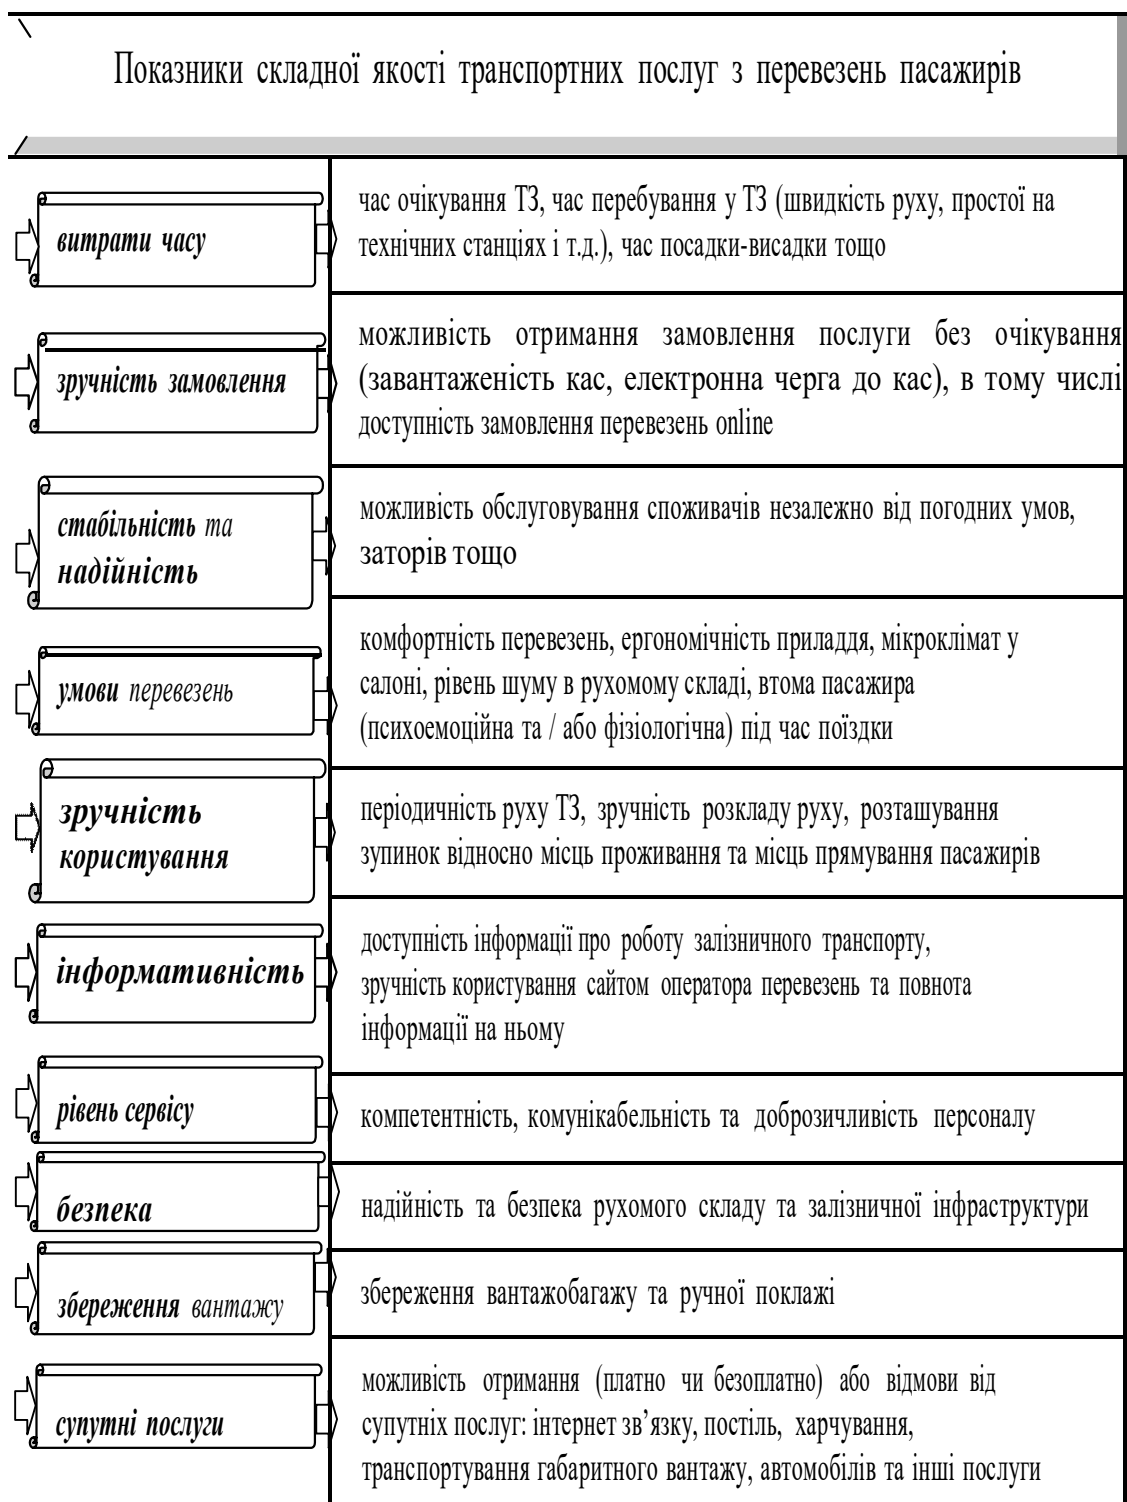 Показники складної якості транспортних послуг з перевезень пасажирів
витрати часу
час очікування ТЗ, час перебування у ТЗ (швидкість руху, простої на
технічних станціях і т.д.), час посадки-висадки тощо
зручність замовлення
можливість отримання замовлення послуги без очікування
(завантаженість кас, електронна черга до кас), в тому числі
доступність замовлення перевезень online
стабільність та
надійність
можливість обслуговування споживачів незалежно від погодних умов,
заторів тощо
умови перевезень
комфортність перевезень, ергономічність приладдя, мікроклімат у
салоні, рівень шуму в рухомому складі, втома пасажира
(психоемоційна та / або фізіологічна) під час поїздки
зручність
користування
періодичність руху ТЗ, зручність розкладу руху, розташування
зупинок відносно місць проживання та місць прямування пасажирів
інформативність
доступність інформації про роботу залізничного транспорту,
зручність користування сайтом оператора перевезень та повнота
інформації на ньому
рівень сервісу
компетентність, комунікабельність та доброзичливість персоналу
безпека
надійність та безпека рухомого складу та залізничної інфраструктури
збереження вантажу
збереження вантажобагажу та ручної поклажі
супутні послуги
можливість отримання (платно чи безоплатно) або відмови від
супутніх послуг: інтернет зв’язку, постіль, харчування,
транспортування габаритного вантажу, автомобілів та інші послуги